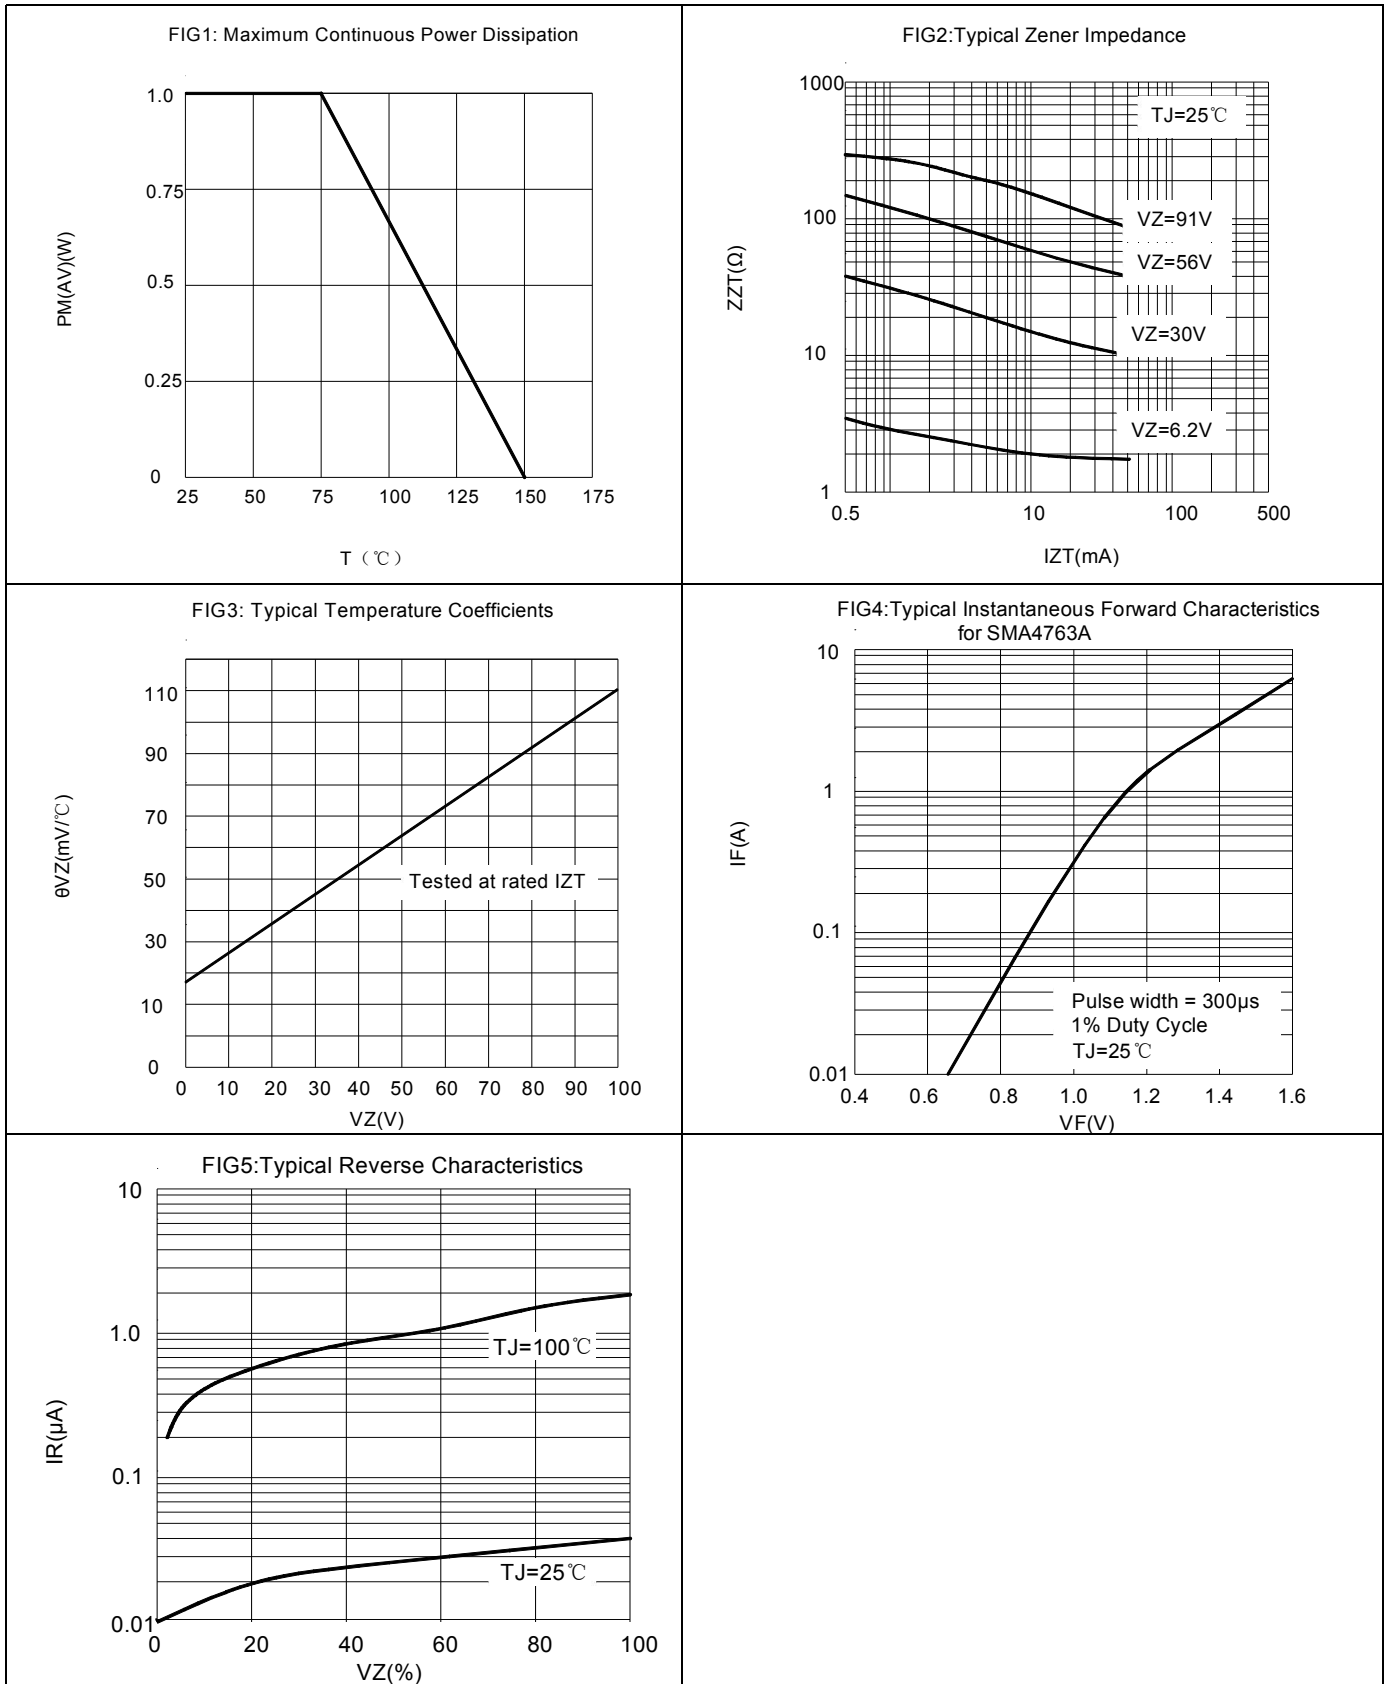 FIG1: Maximum Continuous Power Dissipation
1.0
0.75
0.5
0.25
0
PM(AV)(W)
25 50 75 100 125 150 175
T（℃）
FIG2:Typical Zener Impedance
1000
100
10
1
ZZT(Ω)
TJ=25℃
VZ=91V
VZ=56V
VZ=30V
VZ=6.2V
0.5 10 100 500
IZT(mA)
FIG3: Typical Temperature Coefficients
110
90
70
50
30
10
0
θVZ(mV/℃)
Tested at rated IZT
0 10 20 30 40 50 60 70 80 90 100
VZ(V)
FIG4:Typical Instantaneous Forward Characteristics
for SMA4763A
10
1
0.1
0.01
IF(A)
Pulse width = 300μs
1% Duty Cycle
TJ=25℃
0.4 0.6 0.8 1.0 1.2 1.4 1.6
VF(V)
FIG5:Typical Reverse Characteristics
10
1.0
0.1
0.01
IR(μA)
TJ=100℃
TJ=25℃
0 20 40 60 80 100
VZ(%)